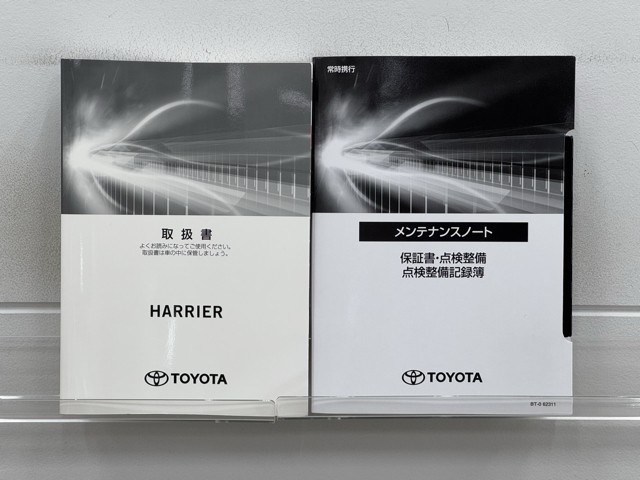 取扱書
よくお読みになってご使用ください。
取扱書は車の中に保管しましょう。
HARRIER
TOYOTA
常時携行
メンテナンスノート
保証書・点検整備
点検整備記録簿
TOYOTA